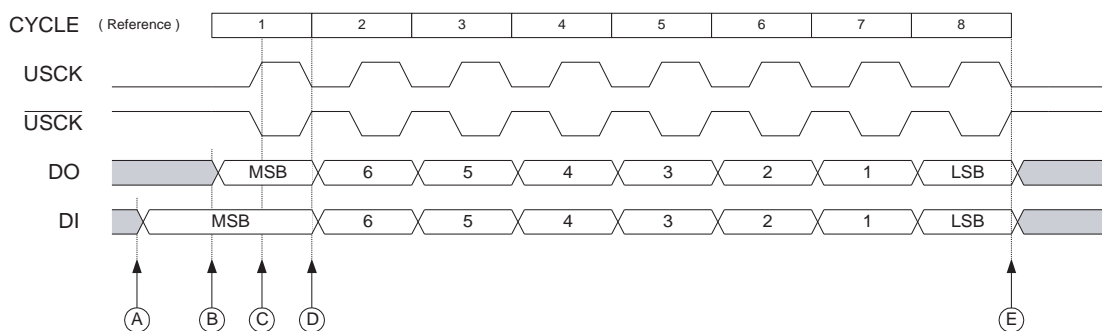 CYCLE ( Reference ) 1 2 3 4 5 6 7 8
USCK
USCK
DO MSB 6 5 4 3 2 1 LSB
DI MSB 6 5 4 3 2 1 LSB
A B C D E